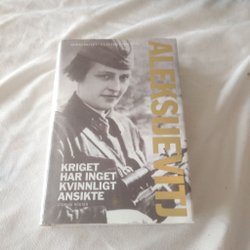 ALEKSIJEVITJ
KRIGET
HAR INGET
KVINNLIGT
ANSIKTE